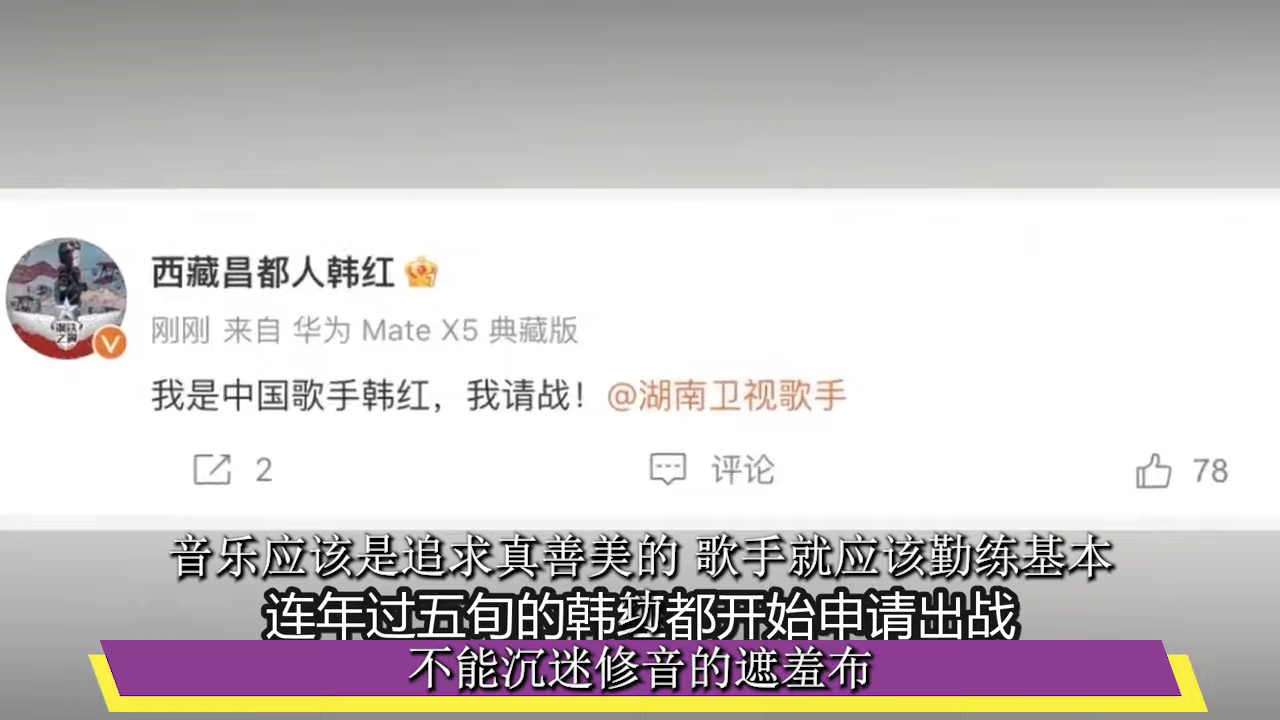 西藏昌都人韩红
刚刚 来自 华为 Mate X5 典藏版
我是中国歌手韩红，我请战！@湖南卫视歌手
2 评论 78
音乐应该是追求真善美的 歌手就应该勤练基本
功
连年过五旬的韩红都开始申请出战
不能沉迷修音的遮羞布